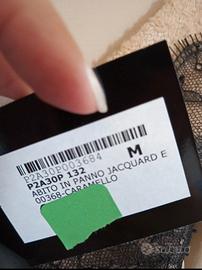 P2A30P003684
P2A30P 132
M
ABITO IN PANNO JACQUARD E
00368-CARAMELLO
subito